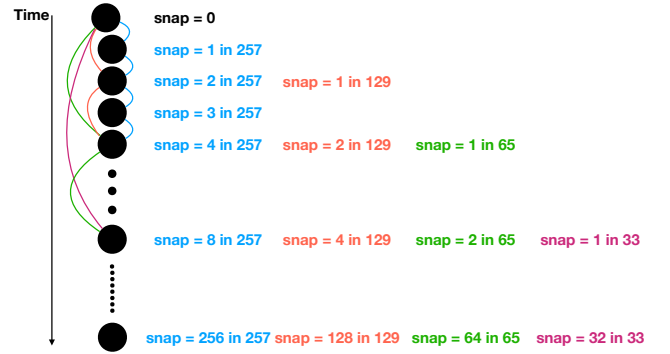 Time
snap = 0
snap = 1 in 257
snap = 2 in 257 snap = 1 in 129
snap = 3 in 257
snap = 4 in 257 snap = 2 in 129 snap = 1 in 65
snap = 8 in 257 snap = 4 in 129 snap = 2 in 65 snap = 1 in 33
snap = 256 in 257 snap = 128 in 129 snap = 64 in 65 snap = 32 in 33